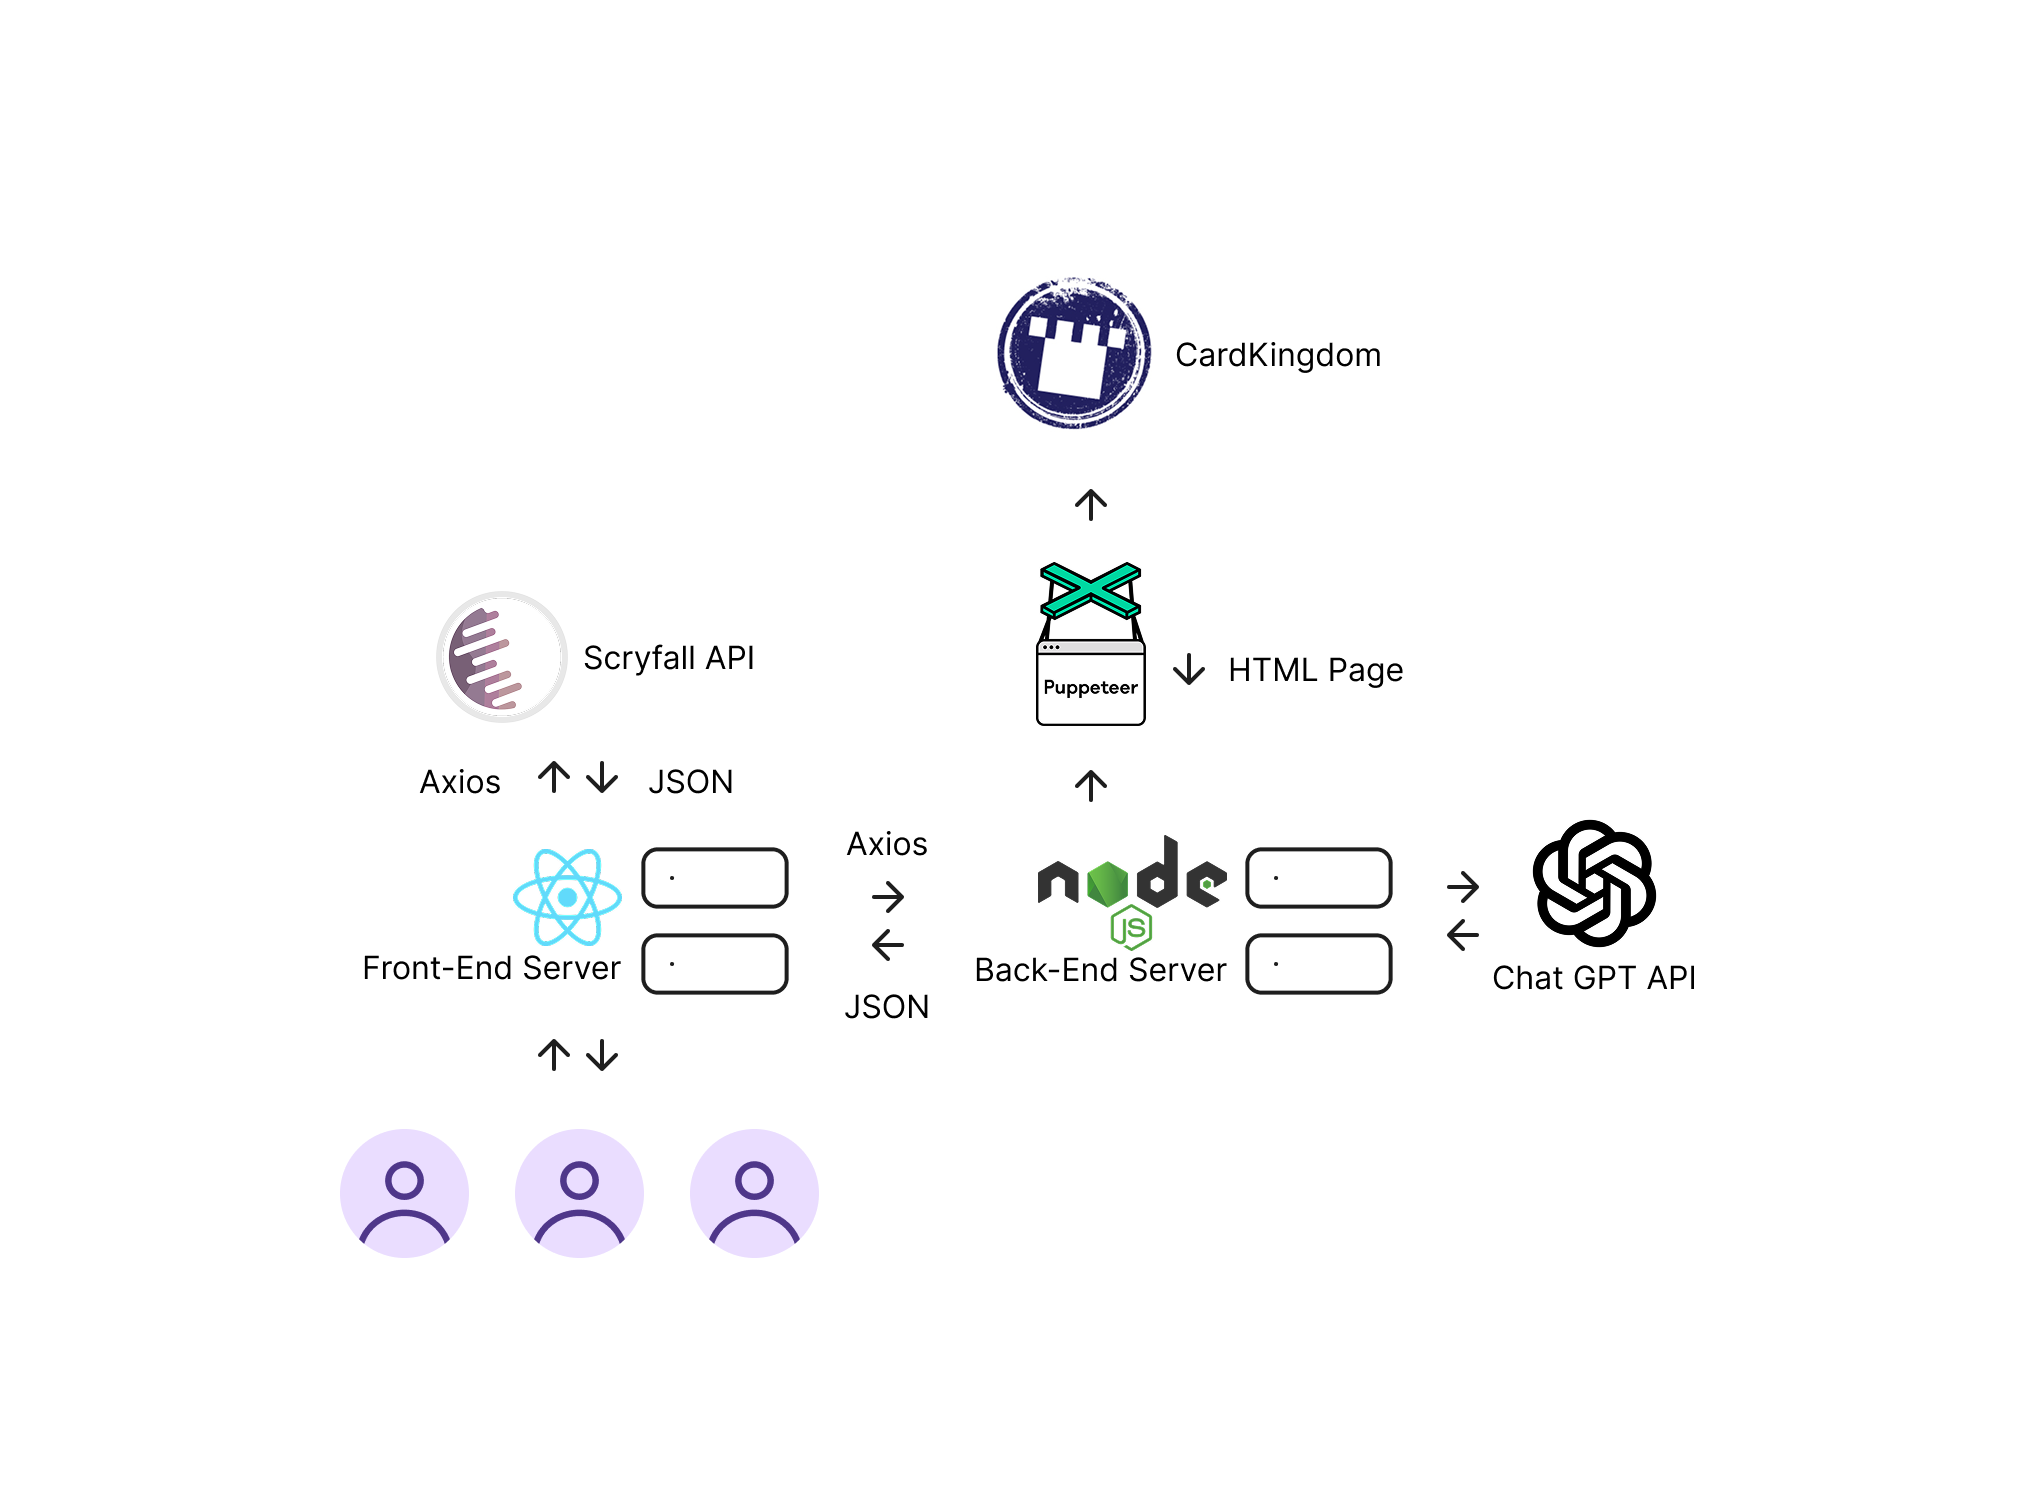 CardKingdom
Scryfall API
Puppeteer
HTML Page
Axios
JSON
Axios
node
JS
Front-End Server
Back-End Server
JSON
Chat GPT API